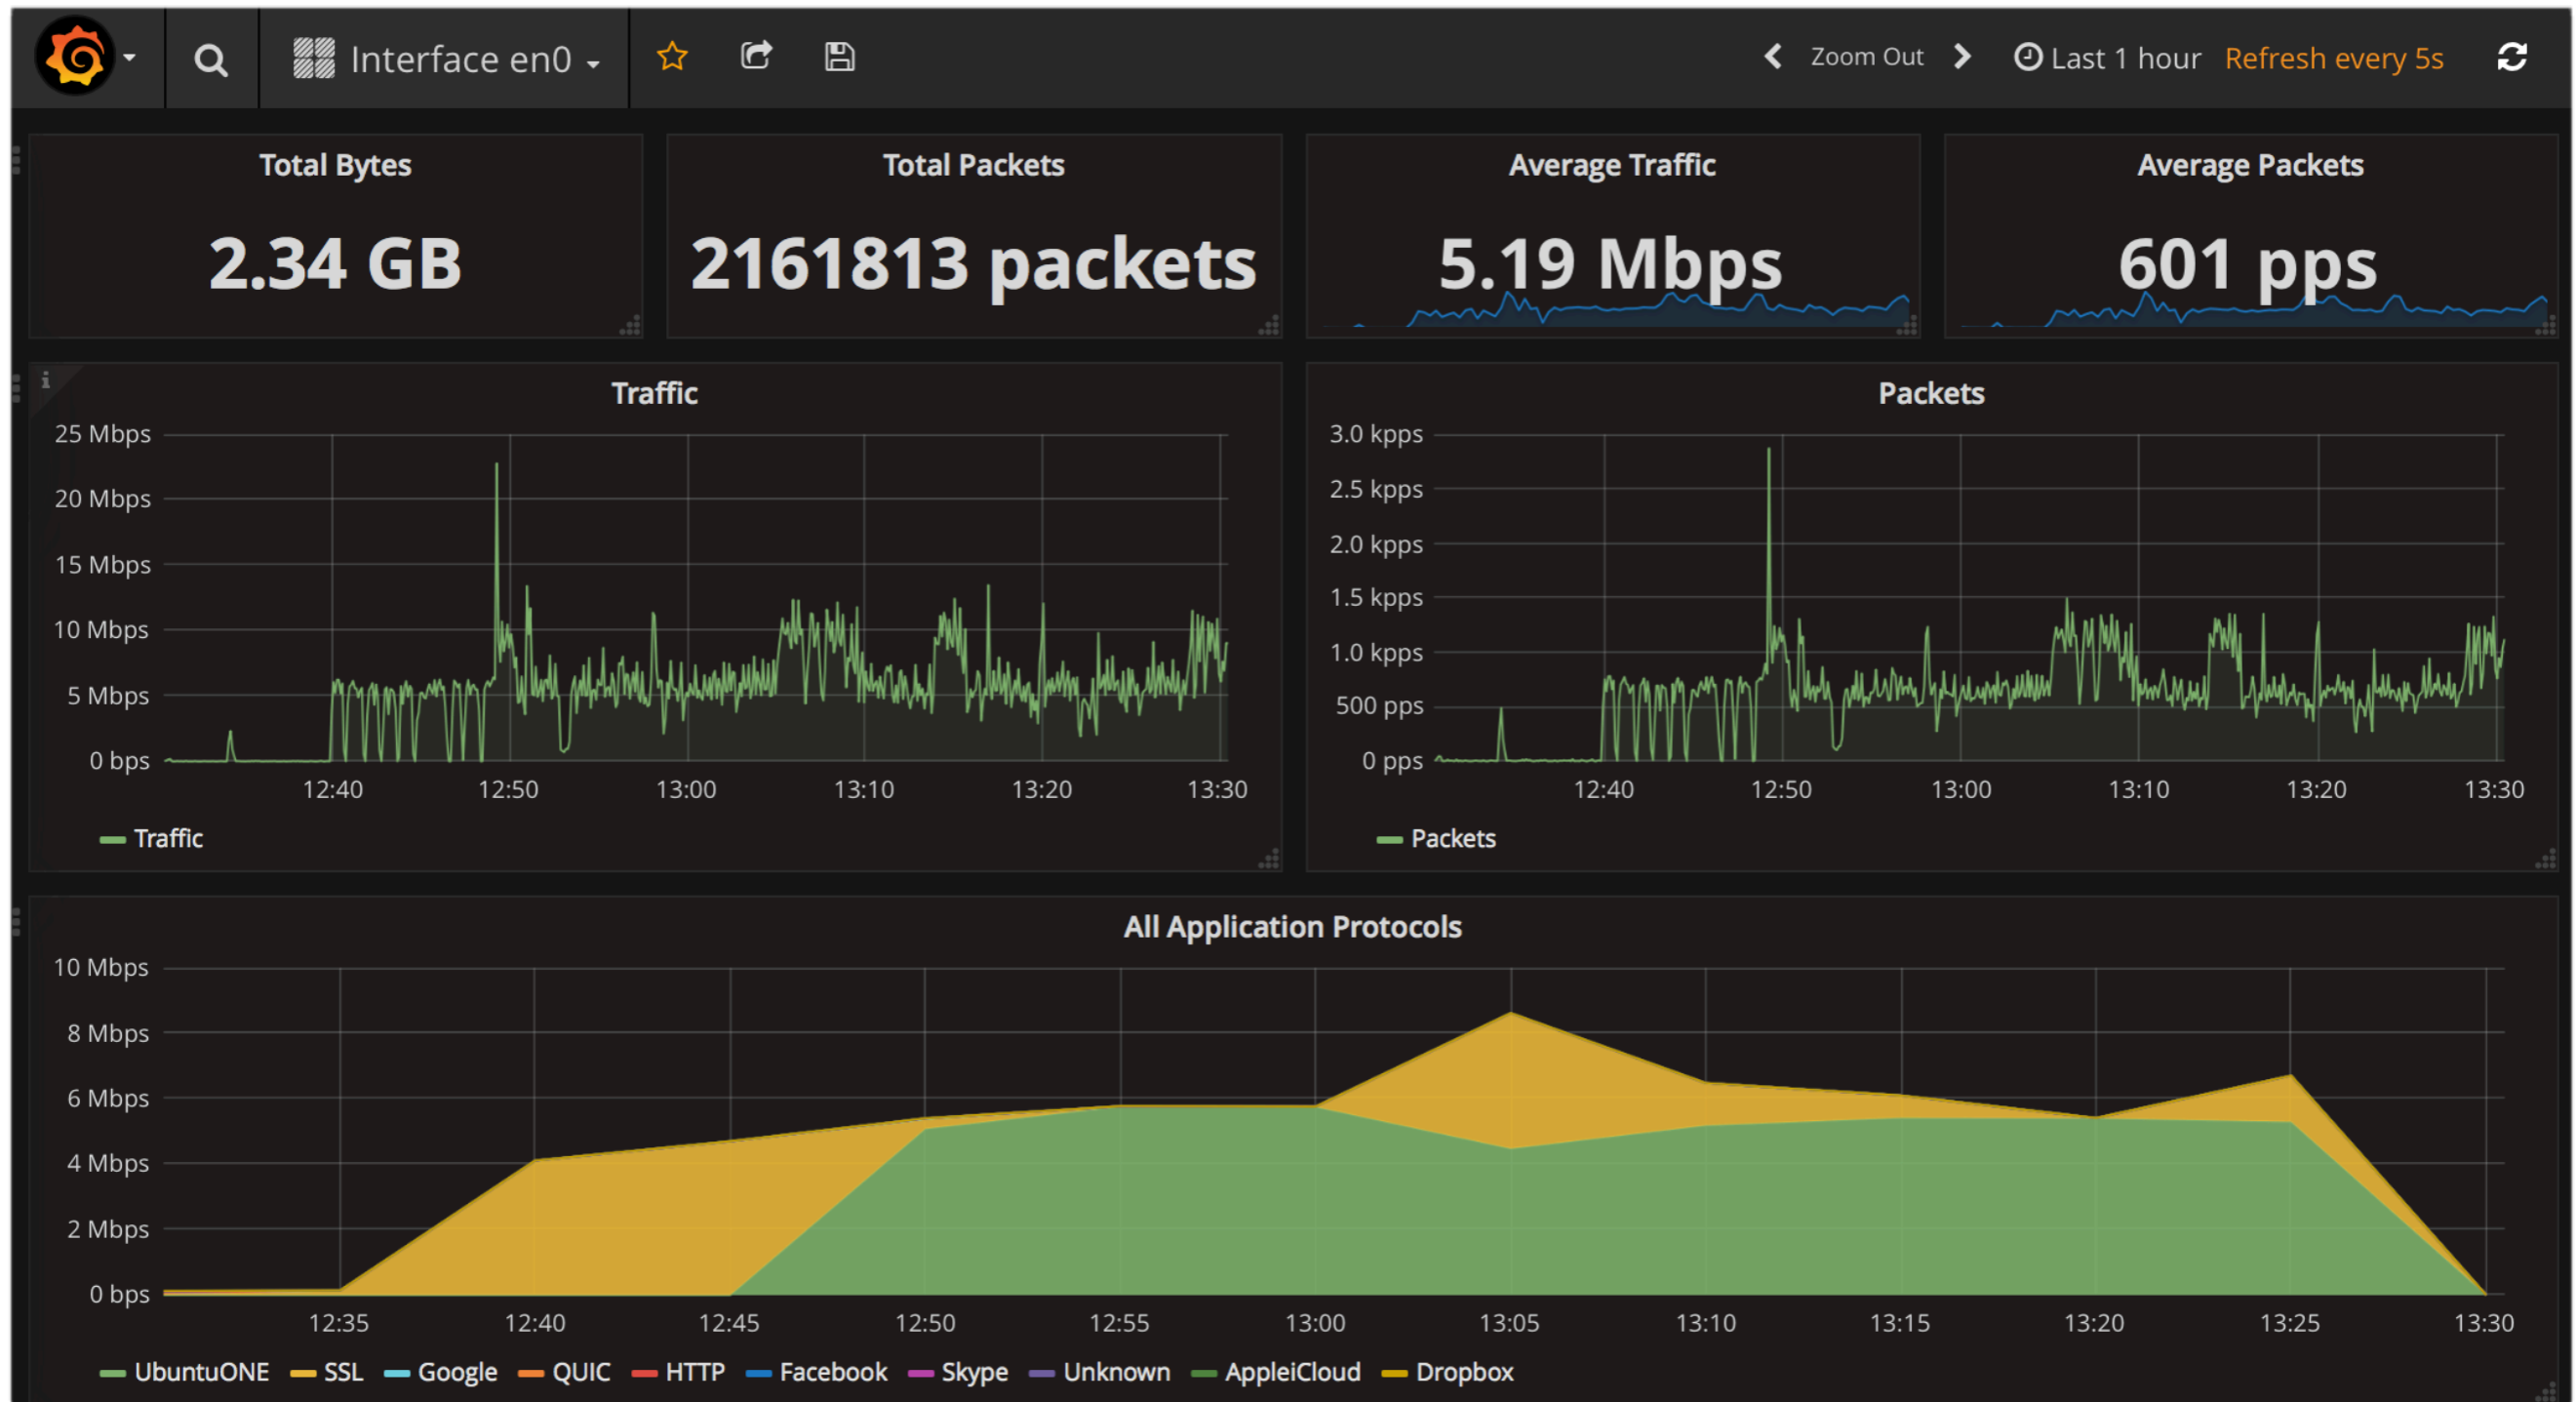 Interface en0
Zoom Out
Last 1 hour Refresh every 5s
Total Bytes
2.34 GB
Total Packets
2161813 packets
Average Traffic
5.19 Mbps
Average Packets
601 pps
i
Traffic
25 Mbps
20 Mbps
15 Mbps
10 Mbps
5 Mbps
0 bps
12:40 12:50 13:00 13:10 13:20 13:30
Traffic
Packets
3.0 kpps
2.5 kpps
2.0 kpps
1.5 kpps
1.0 kpps
500 pps
0 pps
12:40 12:50 13:00 13:10 13:20 13:30
Packets
All Application Protocols
10 Mbps
8 Mbps
6 Mbps
4 Mbps
2 Mbps
0 bps
12:35 12:40 12:45 12:50 12:55 13:00 13:05 13:10 13:15 13:20 13:25 13:30
UbuntuONE SSL Google QUIC HTTP Facebook Skype Unknown AppleiCloud Dropbox